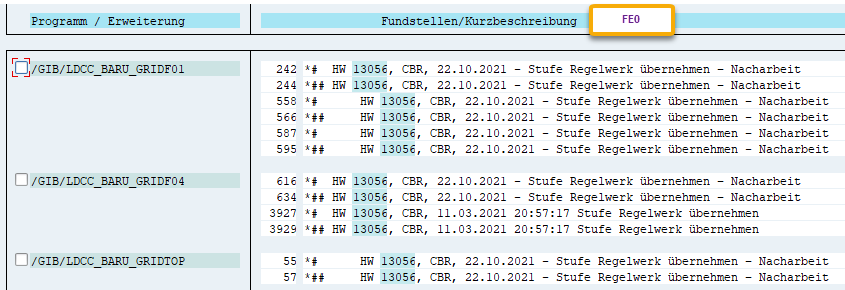 Programm / Erweiterung Fundstellen/Kurzbeschreibung FEO
/GIB/LDCC_BARU_GRIDF01 242 *# HW 13056, CBR, 22.10.2021 - Stufe Regelwerk übernehmen - Nacharbeit
244 *## HW 13056, CBR, 22.10.2021 - Stufe Regelwerk übernehmen - Nacharbeit
558 *# HW 13056, CBR, 22.10.2021 - Stufe Regelwerk übernehmen - Nacharbeit
566 *## HW 13056, CBR, 22.10.2021 - Stufe Regelwerk übernehmen - Nacharbeit
587 *# HW 13056, CBR, 22.10.2021 - Stufe Regelwerk übernehmen - Nacharbeit
595 *## HW 13056, CBR, 22.10.2021 - Stufe Regelwerk übernehmen - Nacharbeit
/GIB/LDCC_BARU_GRIDF04 616 *# HW 13056, CBR, 22.10.2021 - Stufe Regelwerk übernehmen - Nacharbeit
634 *## HW 13056, CBR, 22.10.2021 - Stufe Regelwerk übernehmen - Nacharbeit
3927 *# HW 13056, CBR, 11.03.2021 20:57:17 Stufe Regelwerk übernehmen
3929 *## HW 13056, CBR, 11.03.2021 20:57:17 Stufe Regelwerk übernehmen
/GIB/LDCC_BARU_GRIDTOP 55 *# HW 13056, CBR, 22.10.2021 - Stufe Regelwerk übernehmen - Nacharbeit
57 *## HW 13056, CBR, 22.10.2021 - Stufe Regelwerk übernehmen - Nacharbeit